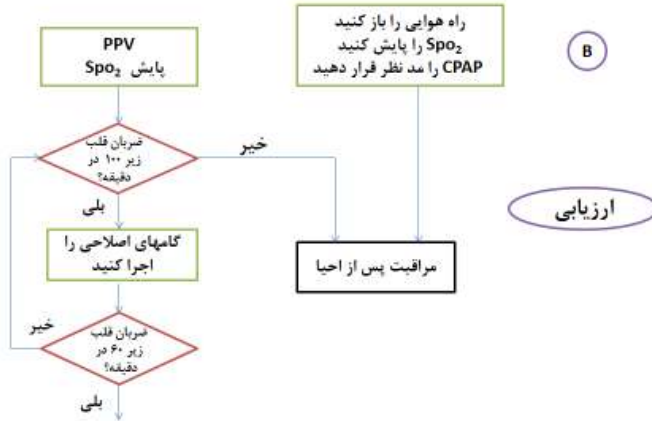 PPV
پایش Spo₂
راه هوایی را باز کنید
Spo₂ را پایش کنید
CPAP را مد نظر قرار دهید
B
ضربان قلب
زیر ۱۰۰ در
دقیقه؟
خیر
بلی
ارزیابی
گامهای اصلاحی را
اجرا کنید
مراقبت پس از احیا
خیر
ضربان قلب
زیر ۶۰ در
دقیقه؟
بلی